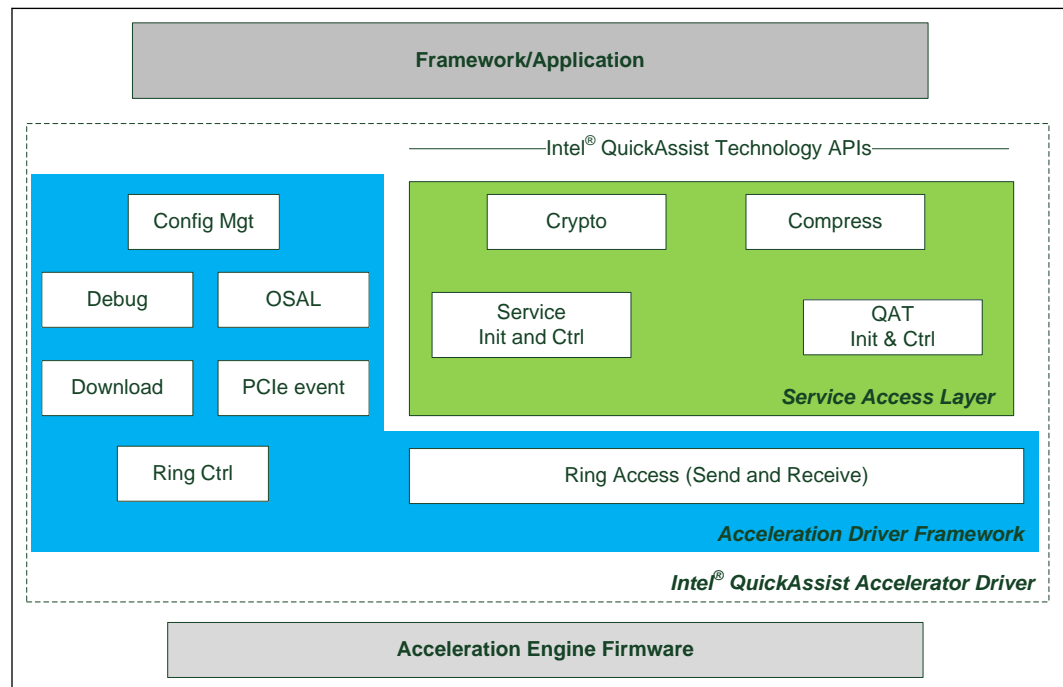 Framework/Application
Intel® QuickAssist Technology APIs
Config Mgt
Crypto
Compress
Debug
OSAL
Service
Init and Ctrl
QAT
Init & Ctrl
Download
PCIe event
Service Access Layer
Ring Ctrl
Ring Access (Send and Receive)
Acceleration Driver Framework
Intel® QuickAssist Accelerator Driver
Acceleration Engine Firmware